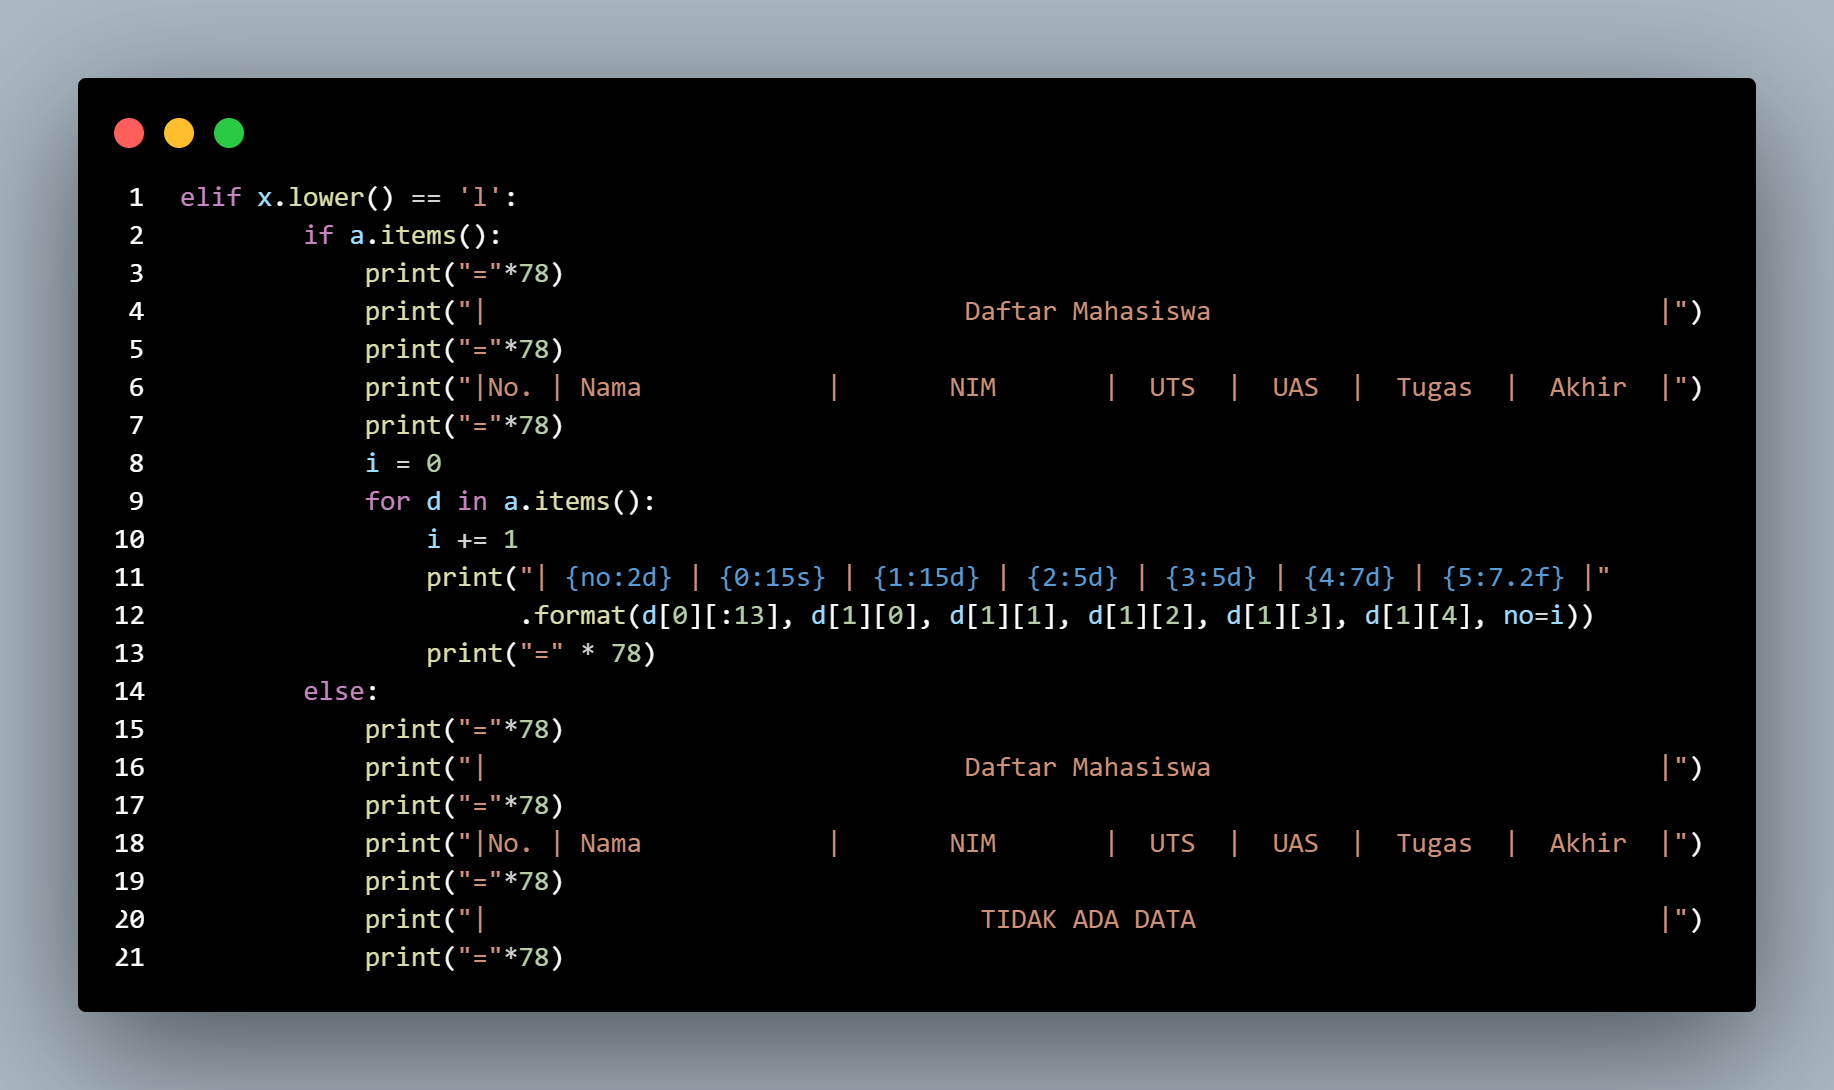 1 elif x.lower() == 'l':
2         if a.items():
3             print("="*78)
4             print("|                               Daftar Mahasiswa                             |")
5             print("="*78)
6             print("|No. | Nama            |       NIM       |  UTS  |  UAS  |  Tugas  |  Akhir  |")
7             print("="*78)
8             i = 0
9             for d in a.items():
10                 i += 1
11                 print("| {no:2d} | {0:15s} | {1:15d} | {2:5d} | {3:5d} | {4:7d} | {5:7.2f} |"
12                       .format(d[0][:13], d[1][0], d[1][1], d[1][2], d[1][3], d[1][4], no=i))
13                 print("=" * 78)
14         else:
15             print("="*78)
16             print("|                               Daftar Mahasiswa                             |")
17             print("="*78)
18             print("|No. | Nama            |       NIM       |  UTS  |  UAS  |  Tugas  |  Akhir  |")
19             print("="*78)
20             print("|                                TIDAK ADA DATA                              |")
21             print("="*78)